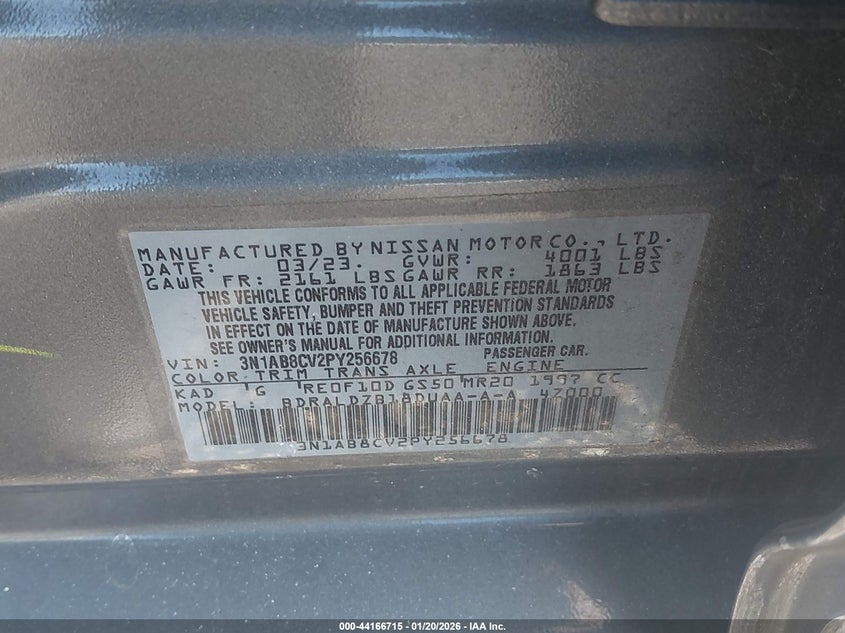 MANUFACTURED BY NISSAN MOTOR CO., LTD.
DATE: 03/23 GVWR: 4001 LBS
GAWR FR: 2161 LBS GAWR RR: 1863 LBS
THIS VEHICLE CONFORMS TO ALL APPLICABLE FEDERAL MOTOR
VEHICLE SAFETY, BUMPER AND THEFT PREVENTION STANDARDS
IN EFFECT ON THE DATE OF MANUFACTURE SHOWN ABOVE.
SEE OWNER'S MANUAL FOR ADDITIONAL INFORMATION.
VIN: 3N1AB8CV2PY256678 PASSENGER CAR.
COLOR: TRIM TRANS AXLE ENGINE
KAD G RE0F10D GS50 MR20 1997 CC
MODEL: BDRALDZB18DUAA-A-A 47000
3N1AB8CV2PY256678
000-44166715 | 01/20/2026 - IAA Inc.